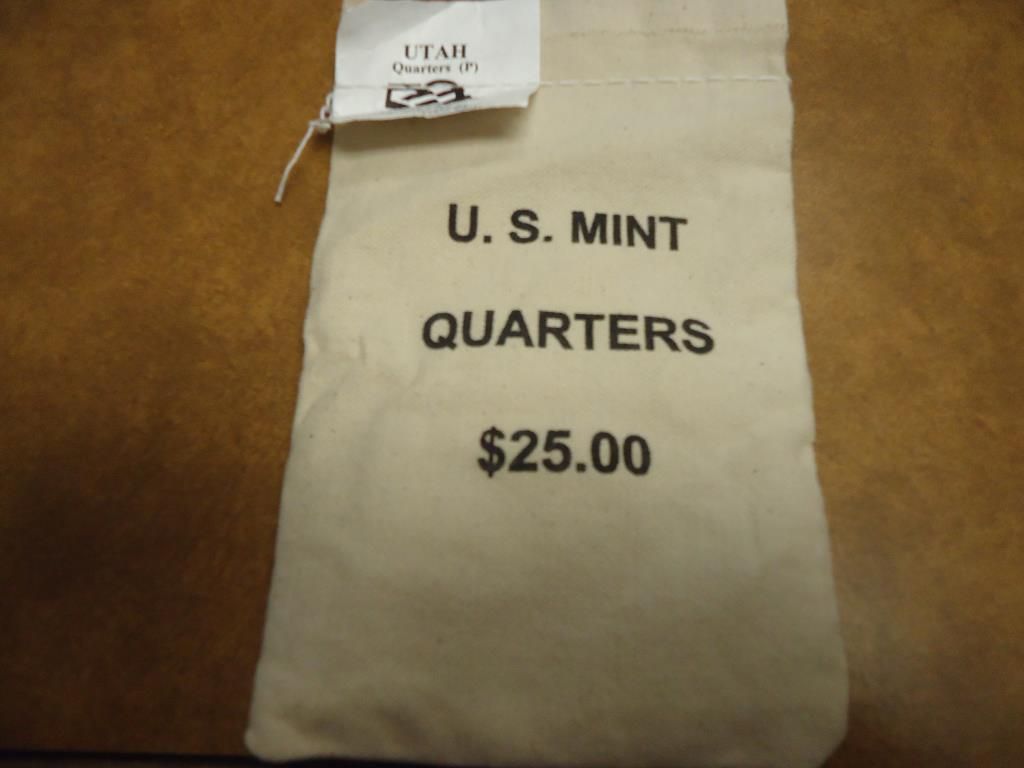 UTAH
Quarters (P)
U. S. MINT
QUARTERS
$25.00